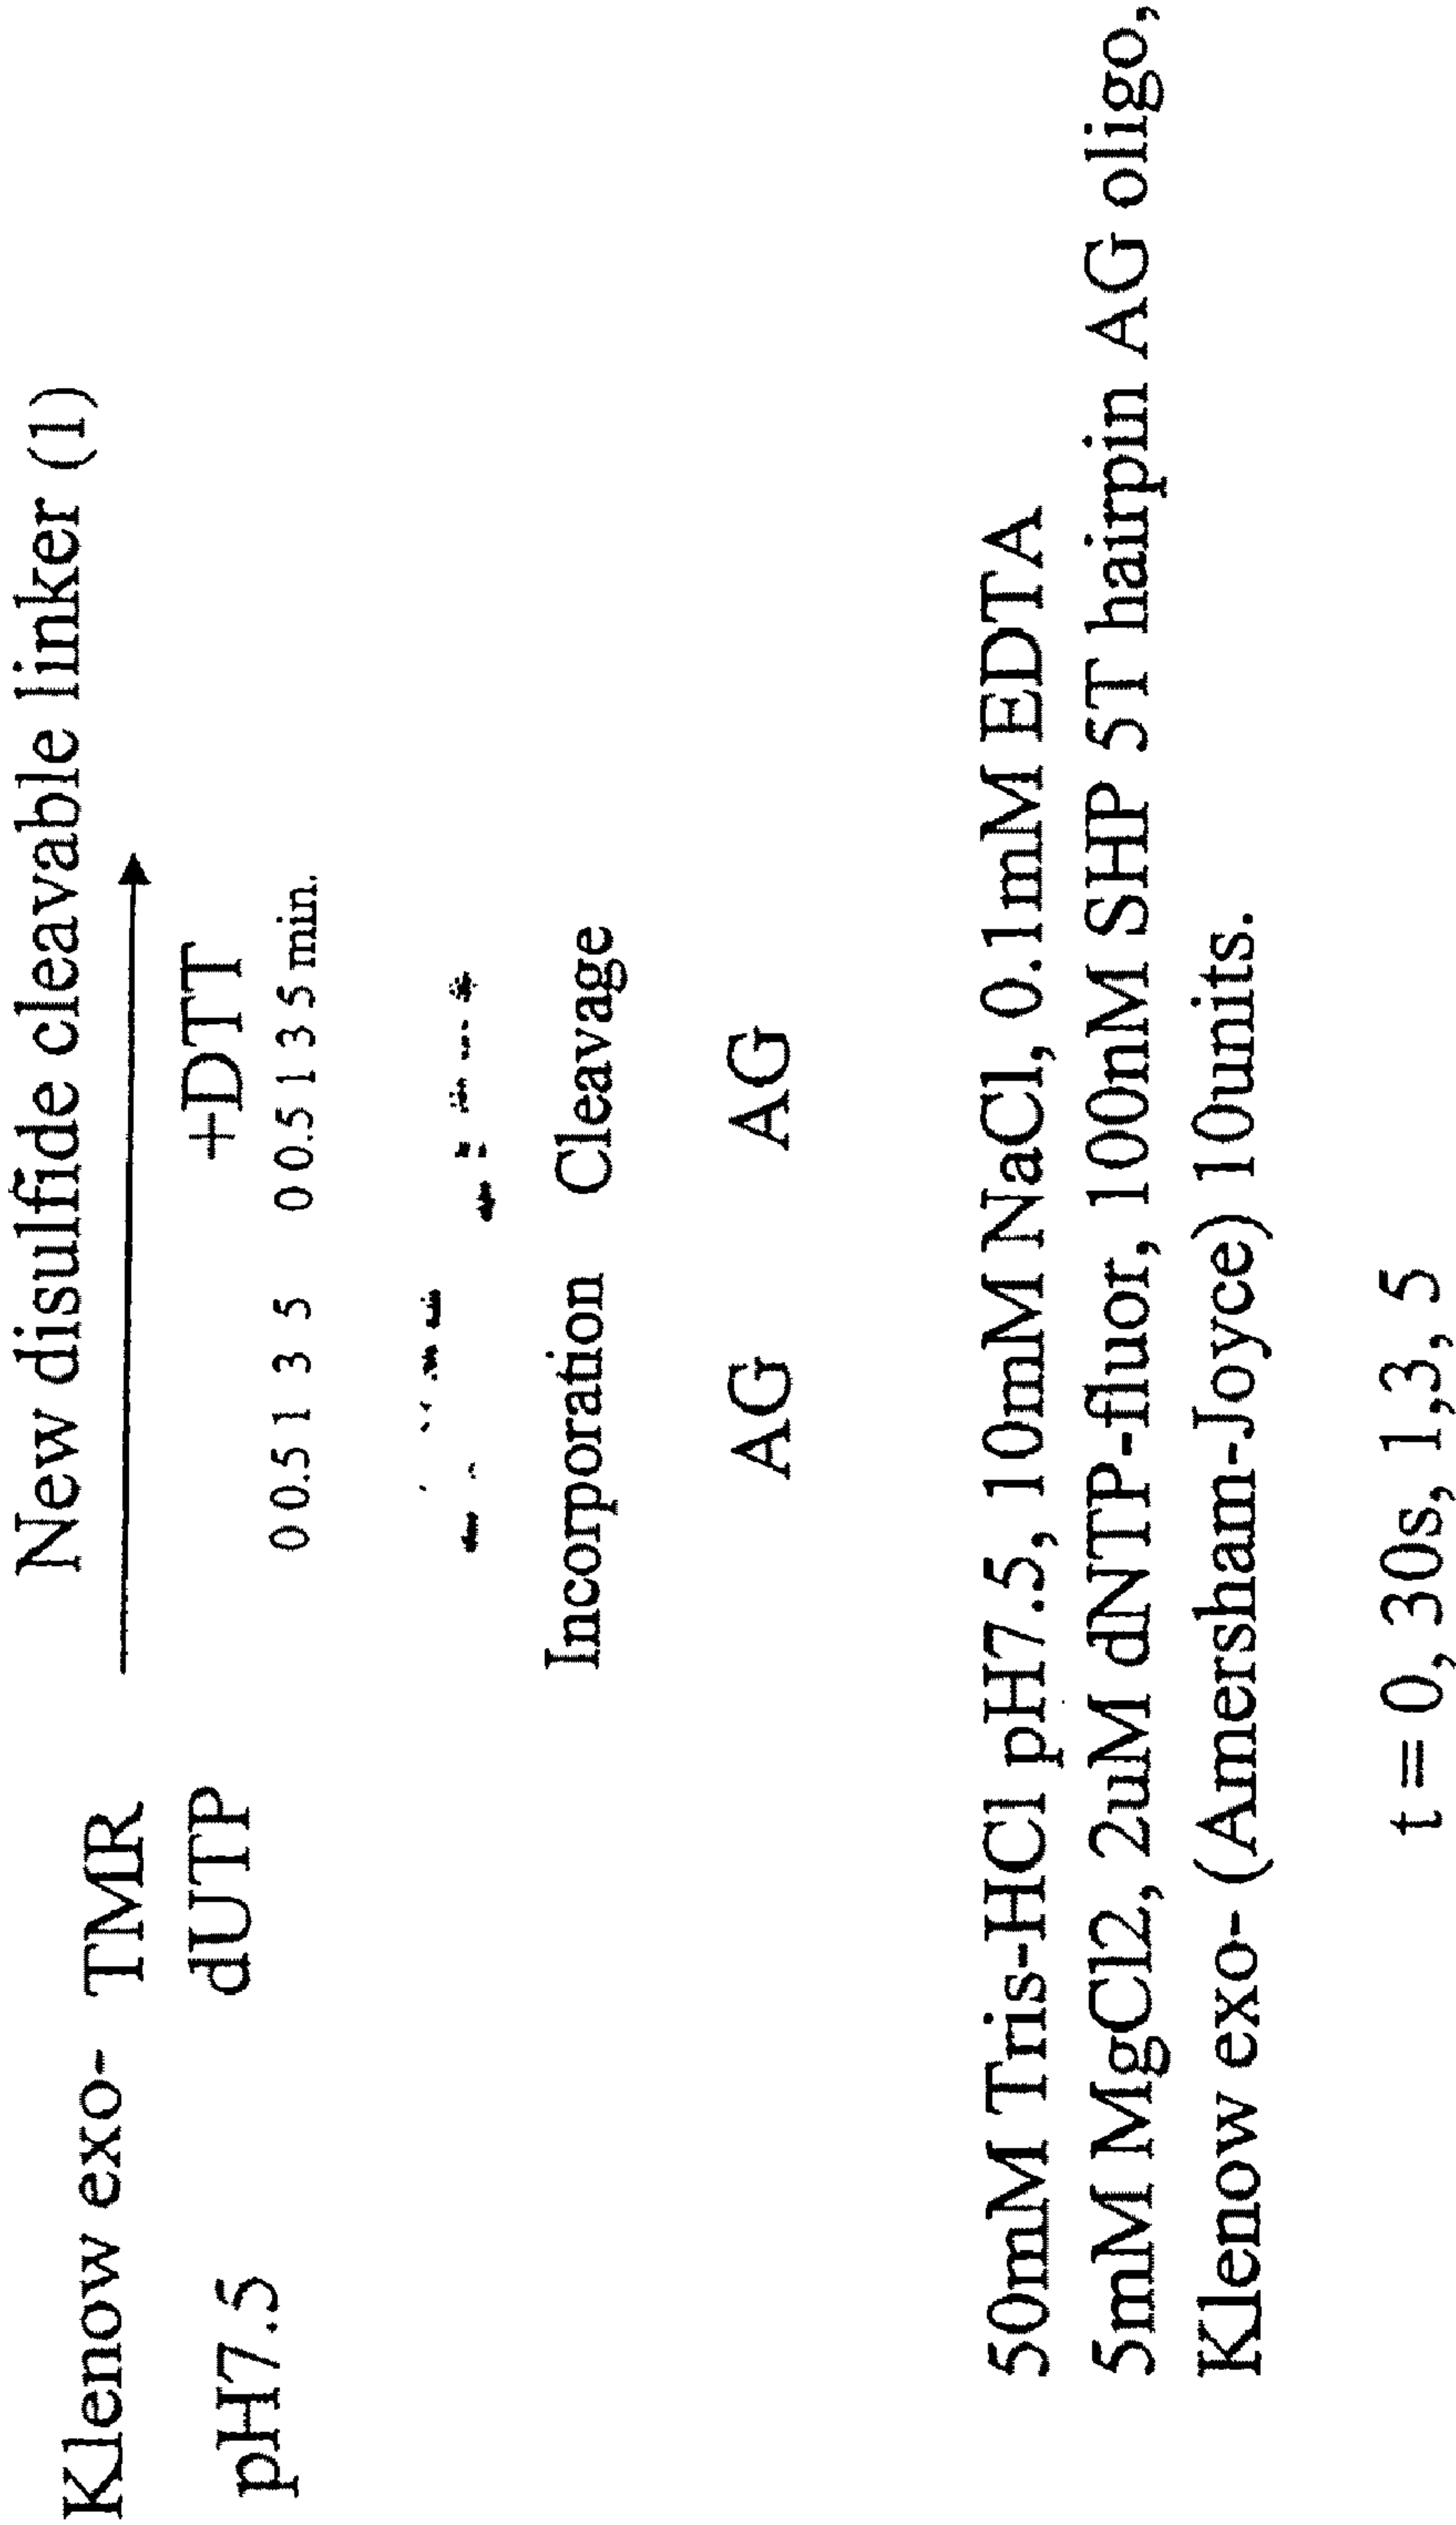 New disulfide cleavable linker (1)
Klenow exo- TMR
dUTP
pH7.5
+DTT
0 0.5 1 3 5 0 0.5 1 3 5 min.
Incorporation Cleavage
AG AG
50mM Tris-HCl pH7.5, 10mM NaCl, 0.1mM EDTA
5mM MgCl2, 2uM dNTP-fluor, 100nM SHP 5T hairpin AG oligo,
Klenow exo- (Amersham-Joyce) 10units.
t = 0, 30s, 1,3, 5